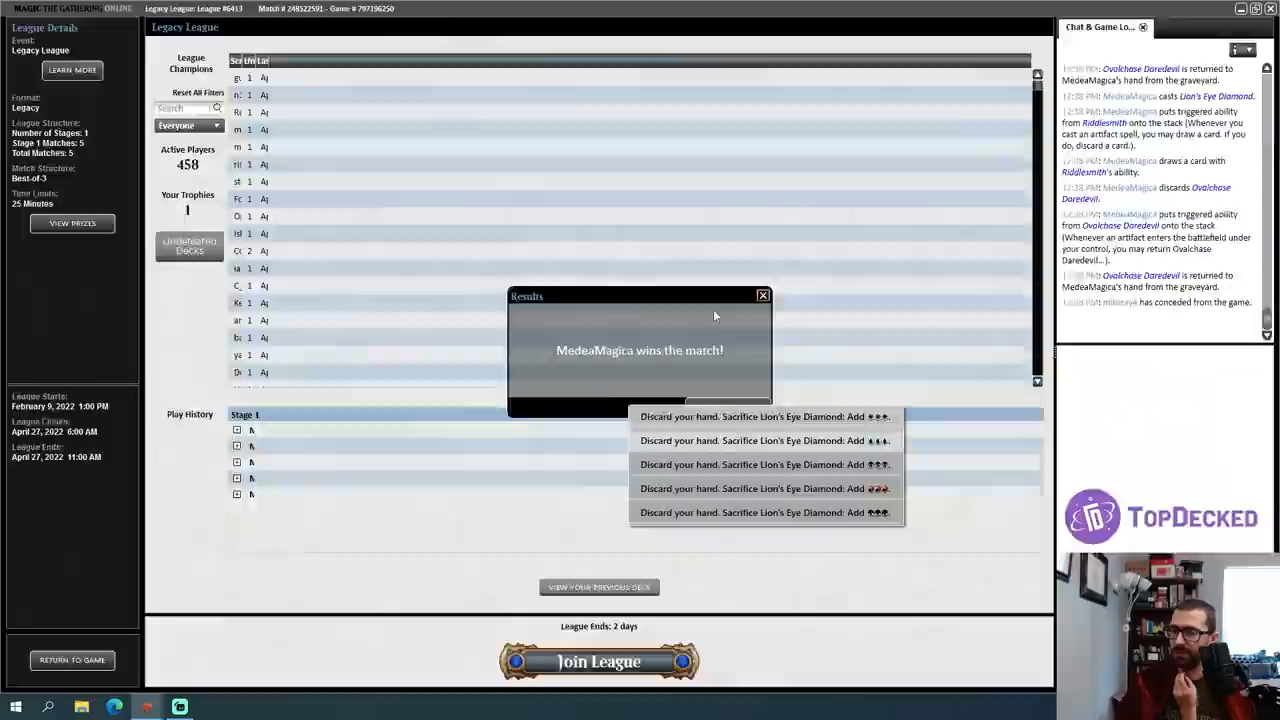 MAGIC THE GATHERING ONLINE
Legacy League: League #6413
Match # 248522591 - Game # 797196250
League Details
Event:
Legacy League
LEARN MORE
Format:
Legacy
League Structure:
Number of Stages: 1
Stage 1 Matches: 5
Total Matches: 5
Match Structure:
Best-of-3
Time Limits:
25 Minutes
VIEW PRIZES
League Starts:
February 9, 2022 1:00 PM
April 27, 2022 6:00 AM
League Ends:
April 27, 2022 11:00 AM
RETURN TO GAME
Legacy League
League
Champions
Reset All Filters
Search
Everyone
Active Players
458
Your Trophies
1
Undefeated
Decks
Results
MedeaMagica wins the match!
Discard your hand. Sacrifice Lion's Eye Diamond: Add
Discard your hand. Sacrifice Lion's Eye Diamond: Add
Discard your hand. Sacrifice Lion's Eye Diamond: Add
Discard your hand. Sacrifice Lion's Eye Diamond: Add
Discard your hand. Sacrifice Lion's Eye Diamond: Add
Play History
Stage 1
VIEW YOUR PREVIOUS DECK
League Ends: 2 days
Join League
Chat & Game Lo...
Ovalchase Daredevil is returned to
MedeaMagica's hand from the graveyard.
12:38 PM: MedeaMagica casts Lion's Eye Diamond.
MedeaMagica puts triggered ability
from Riddlesmith onto the stack (Whenever you
cast an artifact spell, you may draw a card. If you
do, discard a card.).
MedeaMagica draws a card with
Riddlesmith's ability.
12:38 PM: MedeaMagica discards Ovalchase
Daredevil.
MedeaMagica puts triggered ability
from Ovalchase Daredevil onto the stack
(Whenever an artifact enters the battlefield under
your control, you may return Ovalchase
Daredevil...).
Ovalchase Daredevil is returned to
MedeaMagica's hand from the graveyard.
has conceded from the game.
TOPDECKED